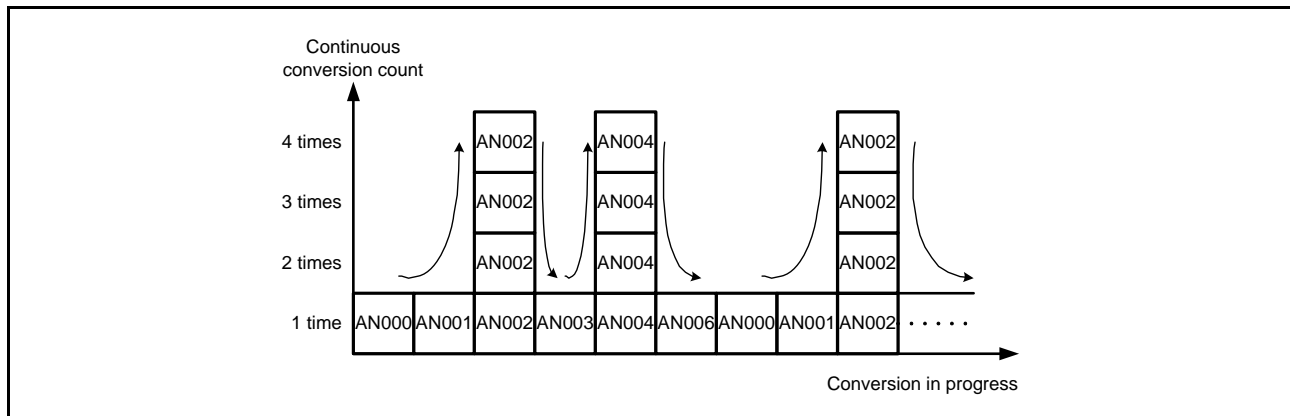 Continuous
conversion count
4 times AN002 AN004 AN002
3 times AN002 AN004 AN002
2 times AN002 AN004 AN002
1 time AN000 AN001 AN002 AN003 AN004 AN006 AN000 AN001 AN002 ······
Conversion in progress